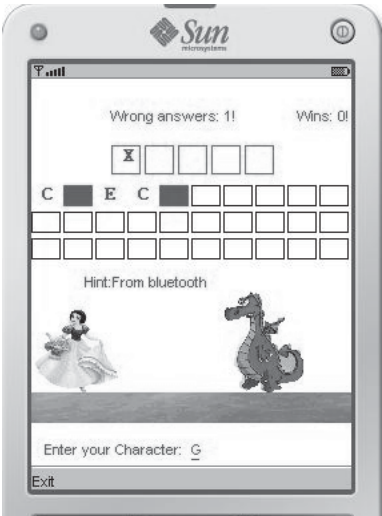 Sun
microsystems
Wrong answers: 1! Wins: 0!
X
C E C
Hint:From bluetooth
Enter your Character: G
Exit